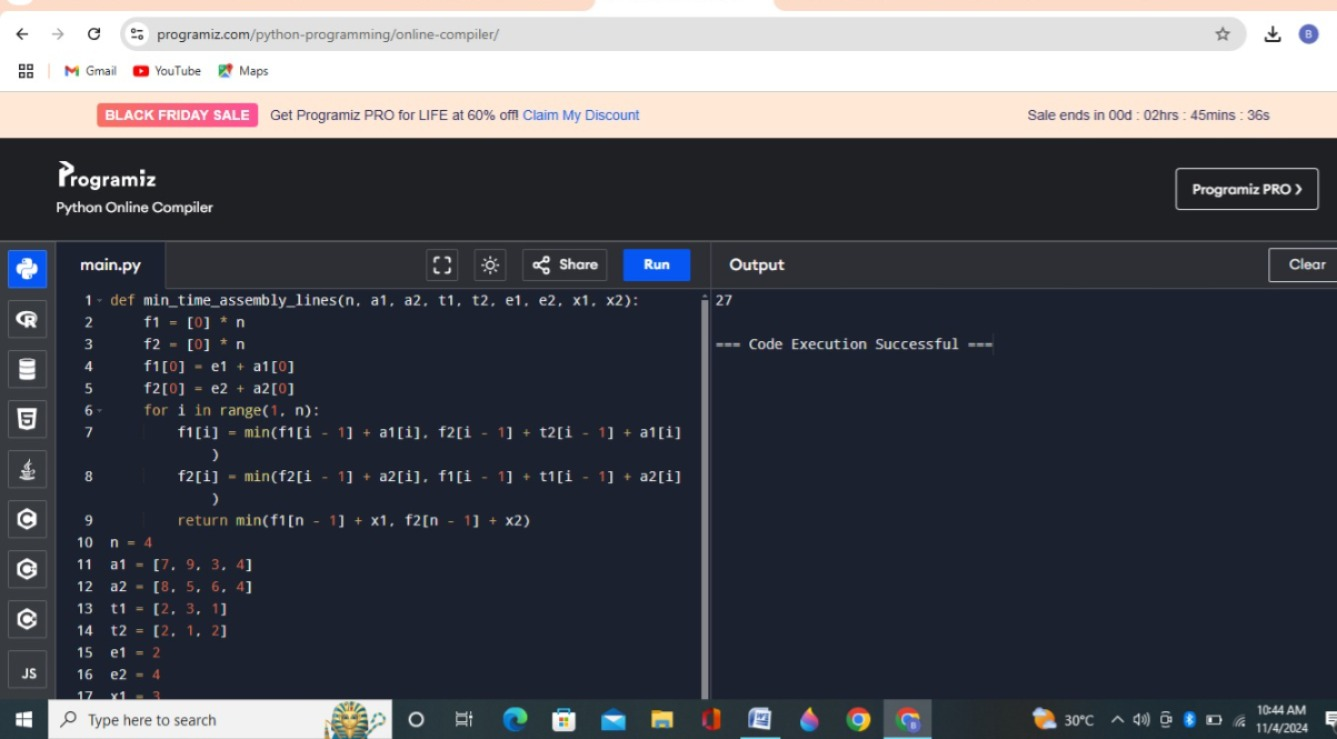 programiz.com/python-programming/online-compiler/
B
Gmail YouTube Maps
BLACK FRIDAY SALE Get Programiz PRO for LIFE at 60% off! Claim My Discount Sale ends in 00d : 02hrs : 45mins : 36s
Programiz
Python Online Compiler
Programiz PRO >
main.py Share Run Output Clear
1 def min_time_assembly_lines(n, a1, a2, t1, t2, e1, e2, x1, x2):
2 f1 = [0] * n
3 f2 = [0] * n
4 f1[0] = e1 + a1[0]
5 f2[0] = e2 + a2[0]
6 for i in range(1, n):
7 f1[i] = min(f1[i - 1] + a1[i], f2[i - 1] + t2[i - 1] + a1[i]
)
8 f2[i] = min(f2[i - 1] + a2[i], f1[i - 1] + t1[i - 1] + a2[i]
)
9 return min(f1[n - 1] + x1, f2[n - 1] + x2)
10 n = 4
11 a1 = [7, 9, 3, 4]
12 a2 = [8, 5, 6, 4]
13 t1 = [2, 3, 1]
14 t2 = [2, 1, 2]
15 e1 = 2
16 e2 = 4
17 x1 = 3
27
=== Code Execution Successful ===
JS
Type here to search
30°C
10:44 AM
11/4/2024